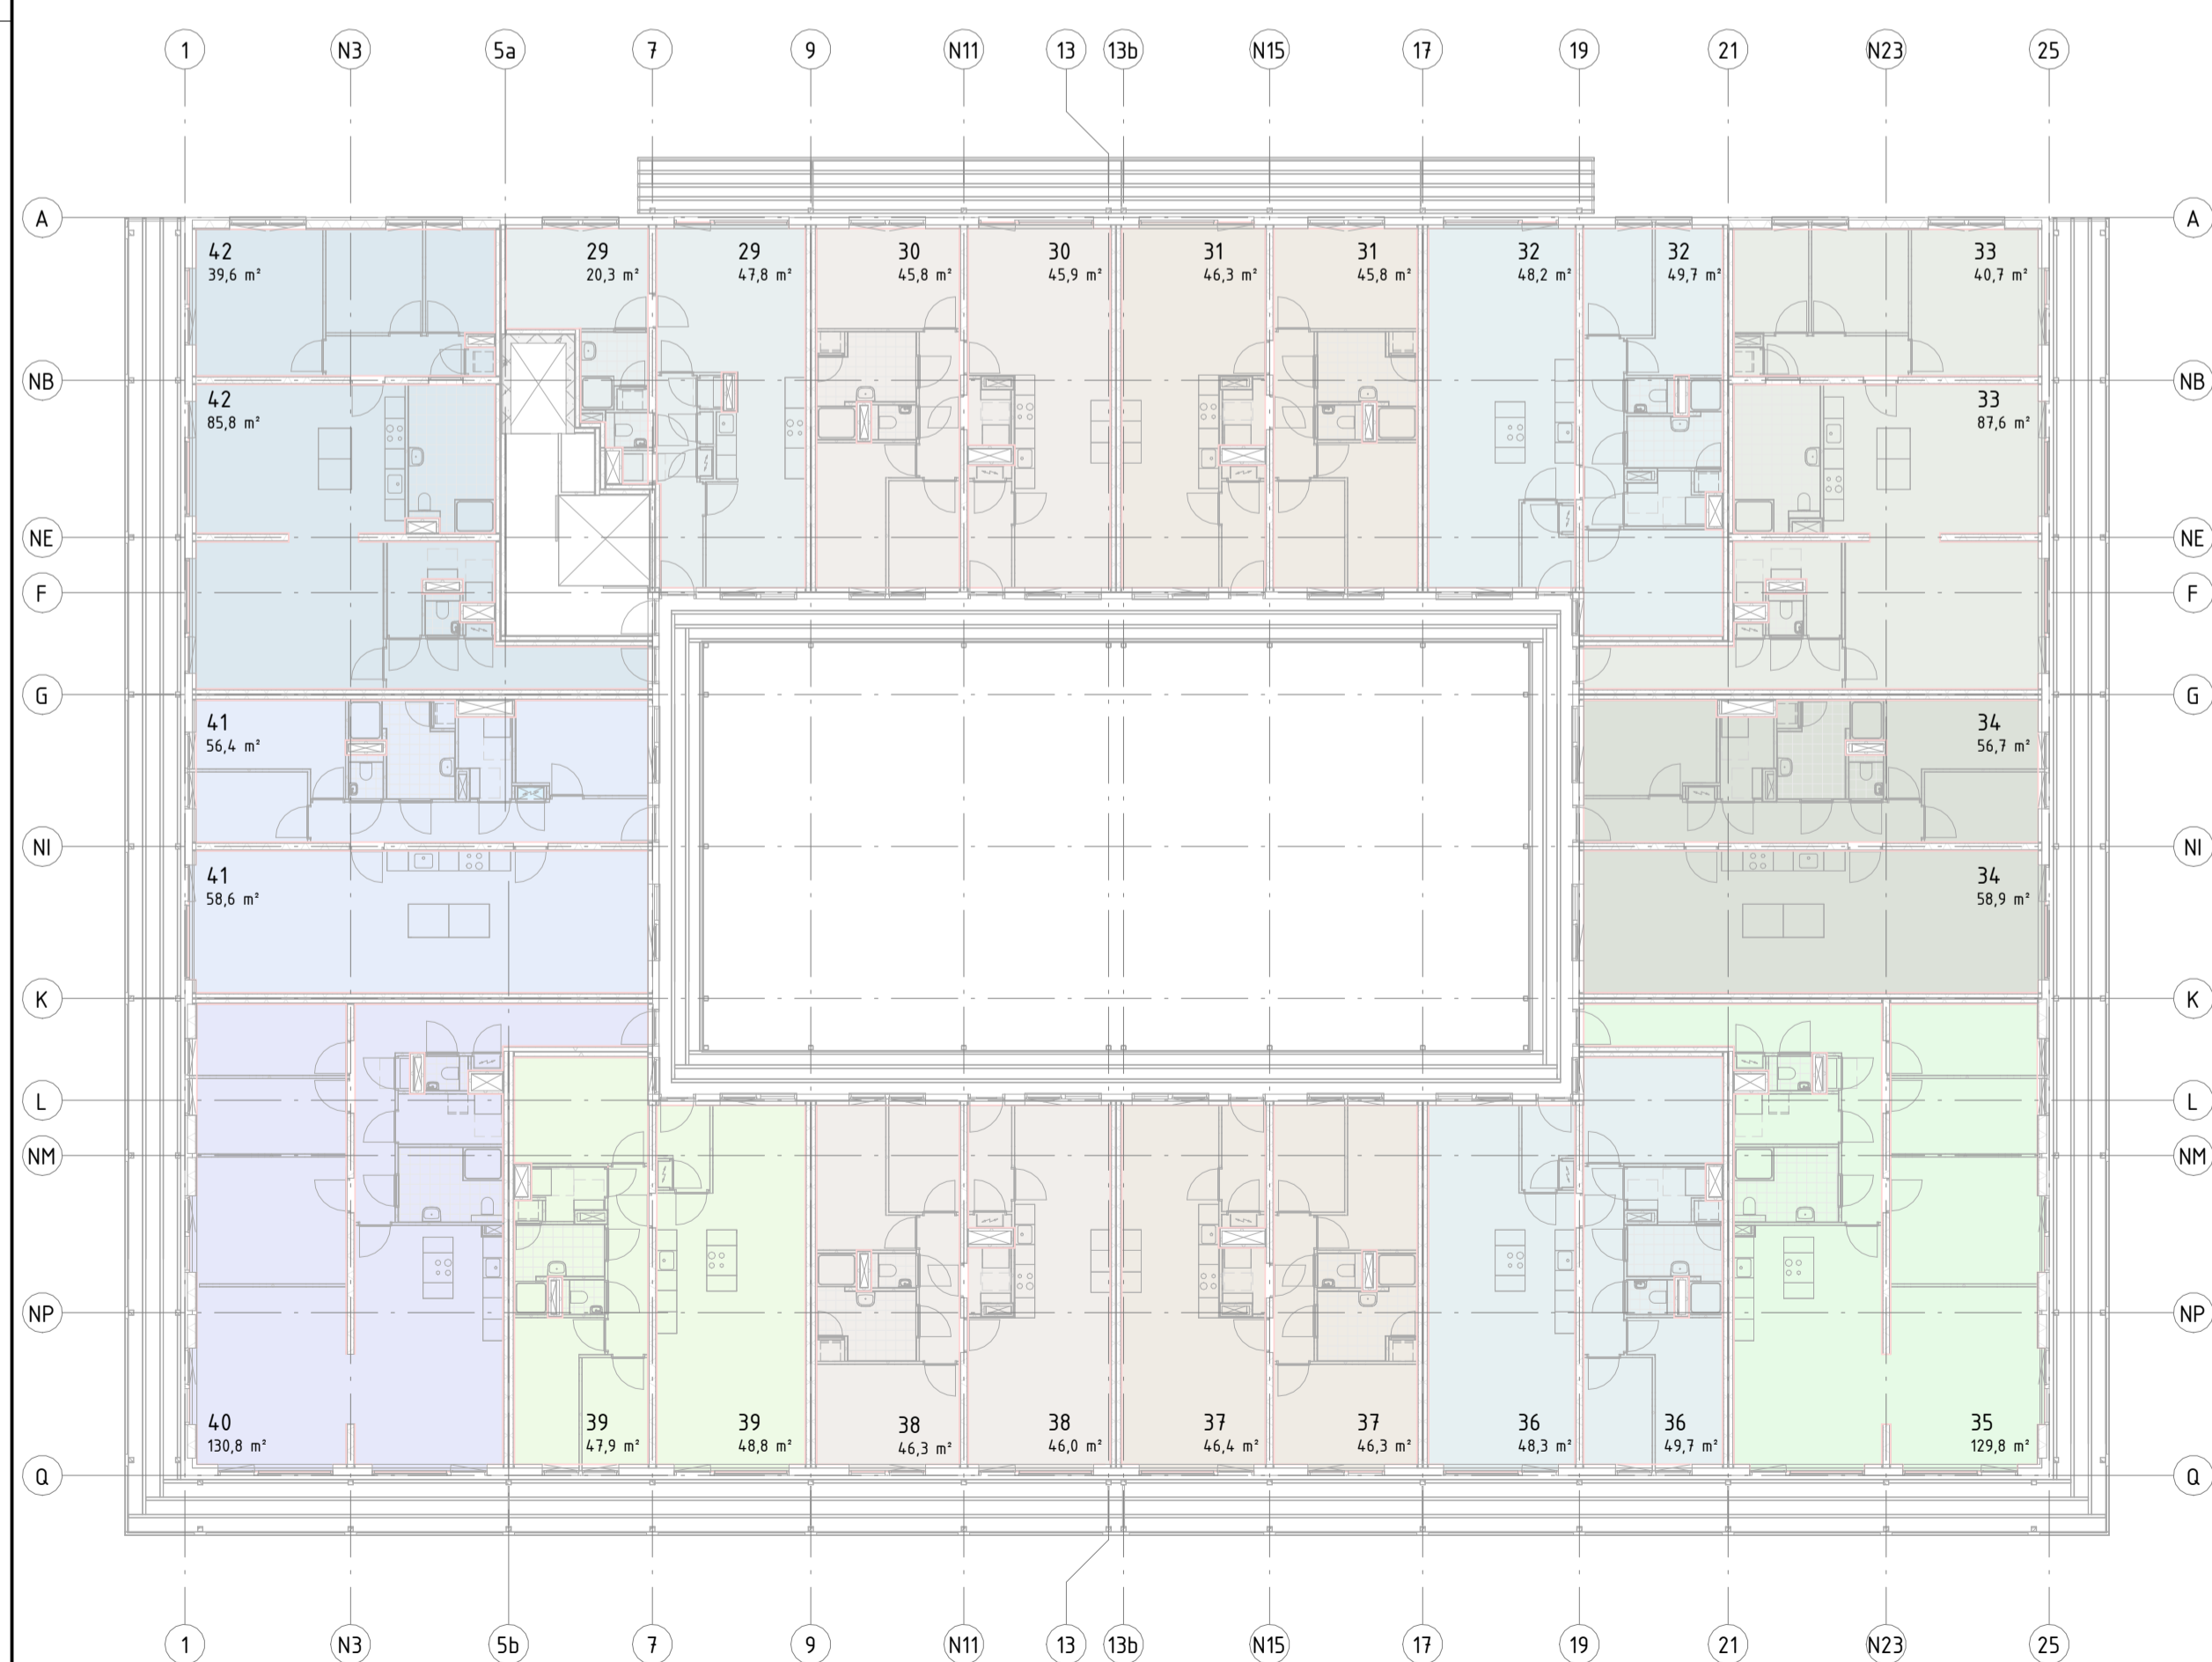 1 N3 5a 7 9 N11 13 13b N15 17 19 21 N23 25
A A
42 29 29 30 30 31 31 32 32 33
39,6 m² 20,3 m² 47,8 m² 45,8 m² 45,9 m² 46,3 m² 45,8 m² 48,2 m² 49,7 m² 40,7 m²
NB NB
42 33
85,8 m² 87,6 m²
NE NE
F F
G G
41 34
56,4 m² 56,7 m²
NI NI
41 34
58,6 m² 58,9 m²
K K
L L
NM NM
NP NP
40 39 39 38 38 37 37 36 36 35
130,8 m² 47,9 m² 48,8 m² 46,3 m² 46,0 m² 46,4 m² 46,3 m² 48,3 m² 49,7 m² 129,8 m²
Q Q
1 N3 5b 7 9 N11 13 13b N15 17 19 21 N23 25